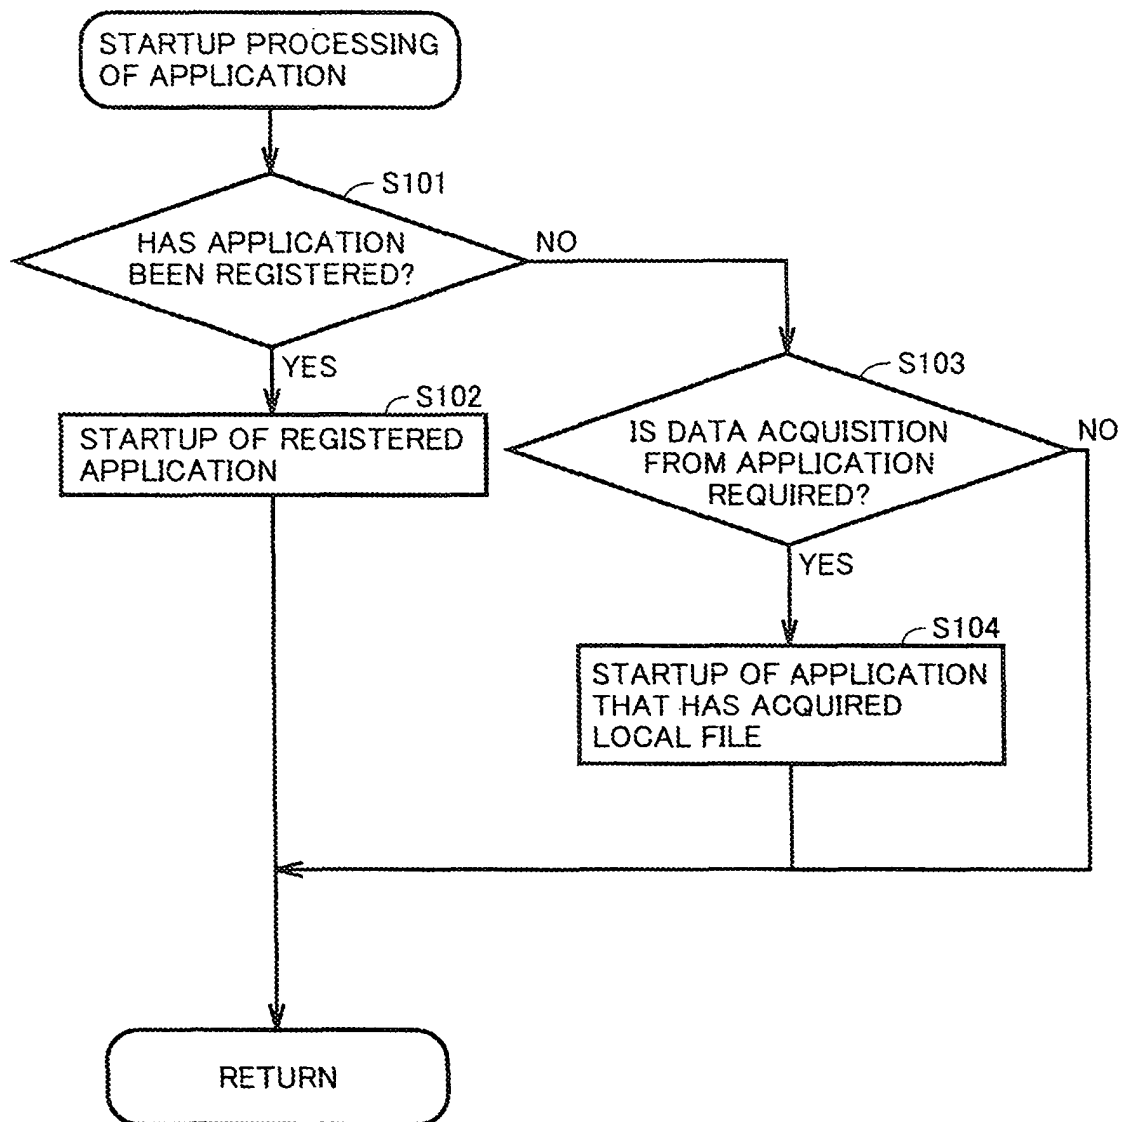 STARTUP PROCESSING
OF APPLICATION
S101
HAS APPLICATION
BEEN REGISTERED?
NO
YES
S102
STARTUP OF REGISTERED
APPLICATION
S103
IS DATA ACQUISITION
FROM APPLICATION
REQUIRED?
NO
YES
S104
STARTUP OF APPLICATION
THAT HAS ACQUIRED
LOCAL FILE
RETURN